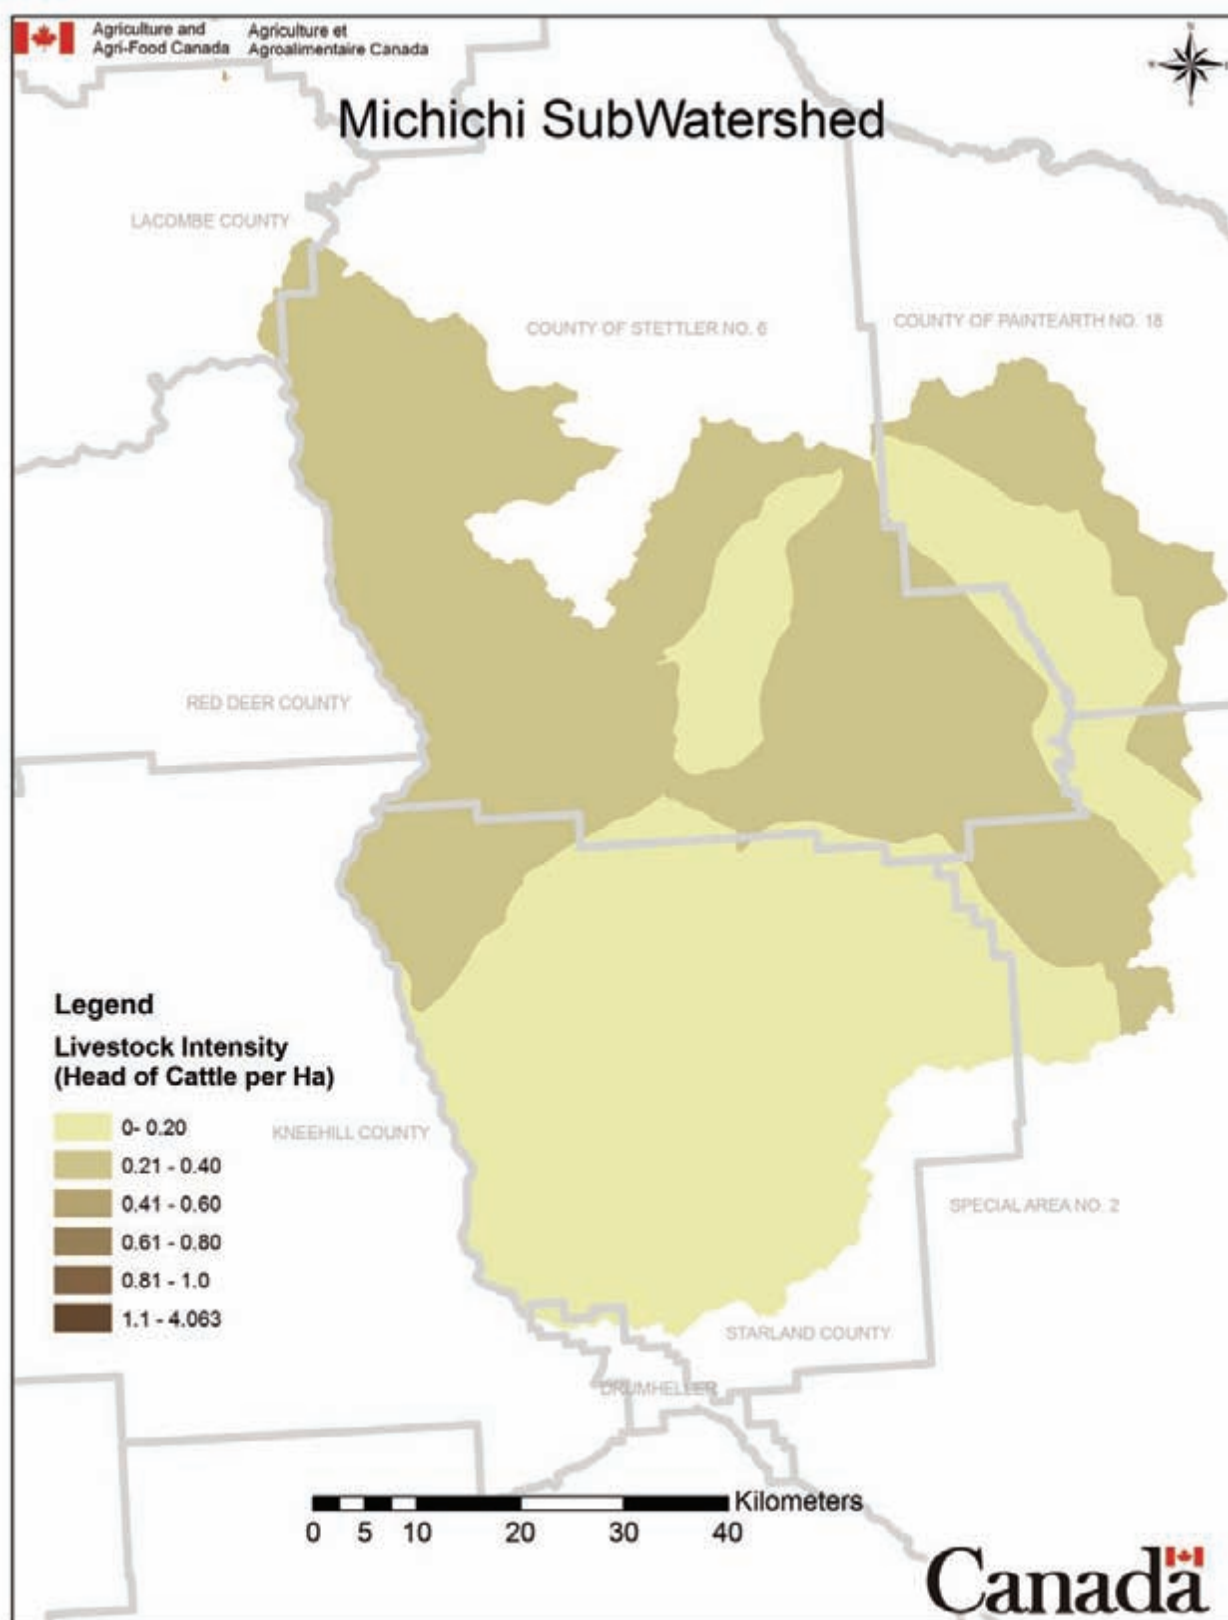 Agriculture and
Agri-Food Canada
Agriculture et
Agroalimentaire Canada
N
Michichi SubWatershed
LACOMBE COUNTY
COUNTY OF STETTLER NO. 6
COUNTY OF PAINTEARTH NO. 18
RED DEER COUNTY
Legend
Livestock Intensity
(Head of Cattle per Ha)
0- 0.20
0.21 - 0.40
0.41 - 0.60
0.61 - 0.80
0.81 - 1.0
1.1 - 4.063
KNEEHILL COUNTY
SPECIAL AREA NO. 2
STARLAND COUNTY
DRUMHELLER
Kilometers
0 5 10 20 30 40
Canada